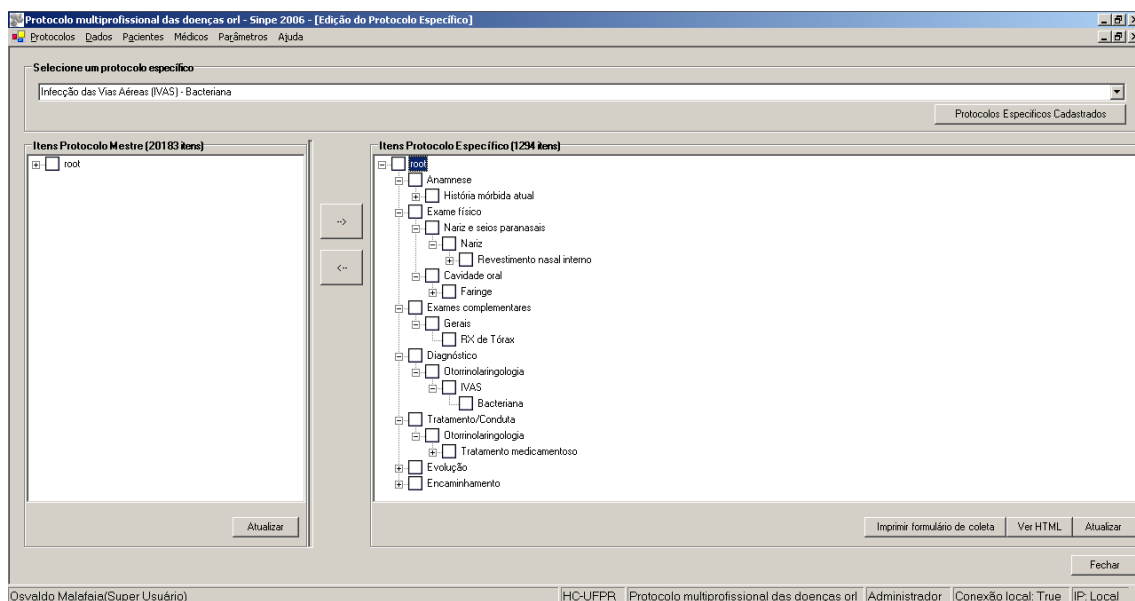 Protocolo multiprofissional das doenças orl - Sinpe 2006 - [Edição do Protocolo Específico]
Protocolos Dados Pacientes Médicos Parâmetros Ajuda
Selecione um protocolo específico
Infecção das Vias Aéreas (IVAS) - Bacteriana
Protocolos Especificos Cadastrados
Itens Protocolo Mestre (20183 itens)
root
Atualizar
-->
<--
Itens Protocolo Específico (1294 itens)
root
Anamnese
História mórbida atual
Exame físico
Nariz e seios paranasais
Nariz
Revestimento nasal interno
Cavidade oral
Faringe
Exames complementares
Gerais
RX de Tórax
Diagnóstico
Otorrinolaringologia
IVAS
Bacteriana
Tratamento/Conduta
Otorrinolaringologia
Tratamento medicamentoso
Evolução
Encaminhamento
Imprimir formulário de coleta Ver HTML Atualizar
Fechar
Osvaldo Malafaia(Super Usuário) HC-UFPR Protocolo multiprofissional das doenças orl Administrador Conexão local: True IP: Local